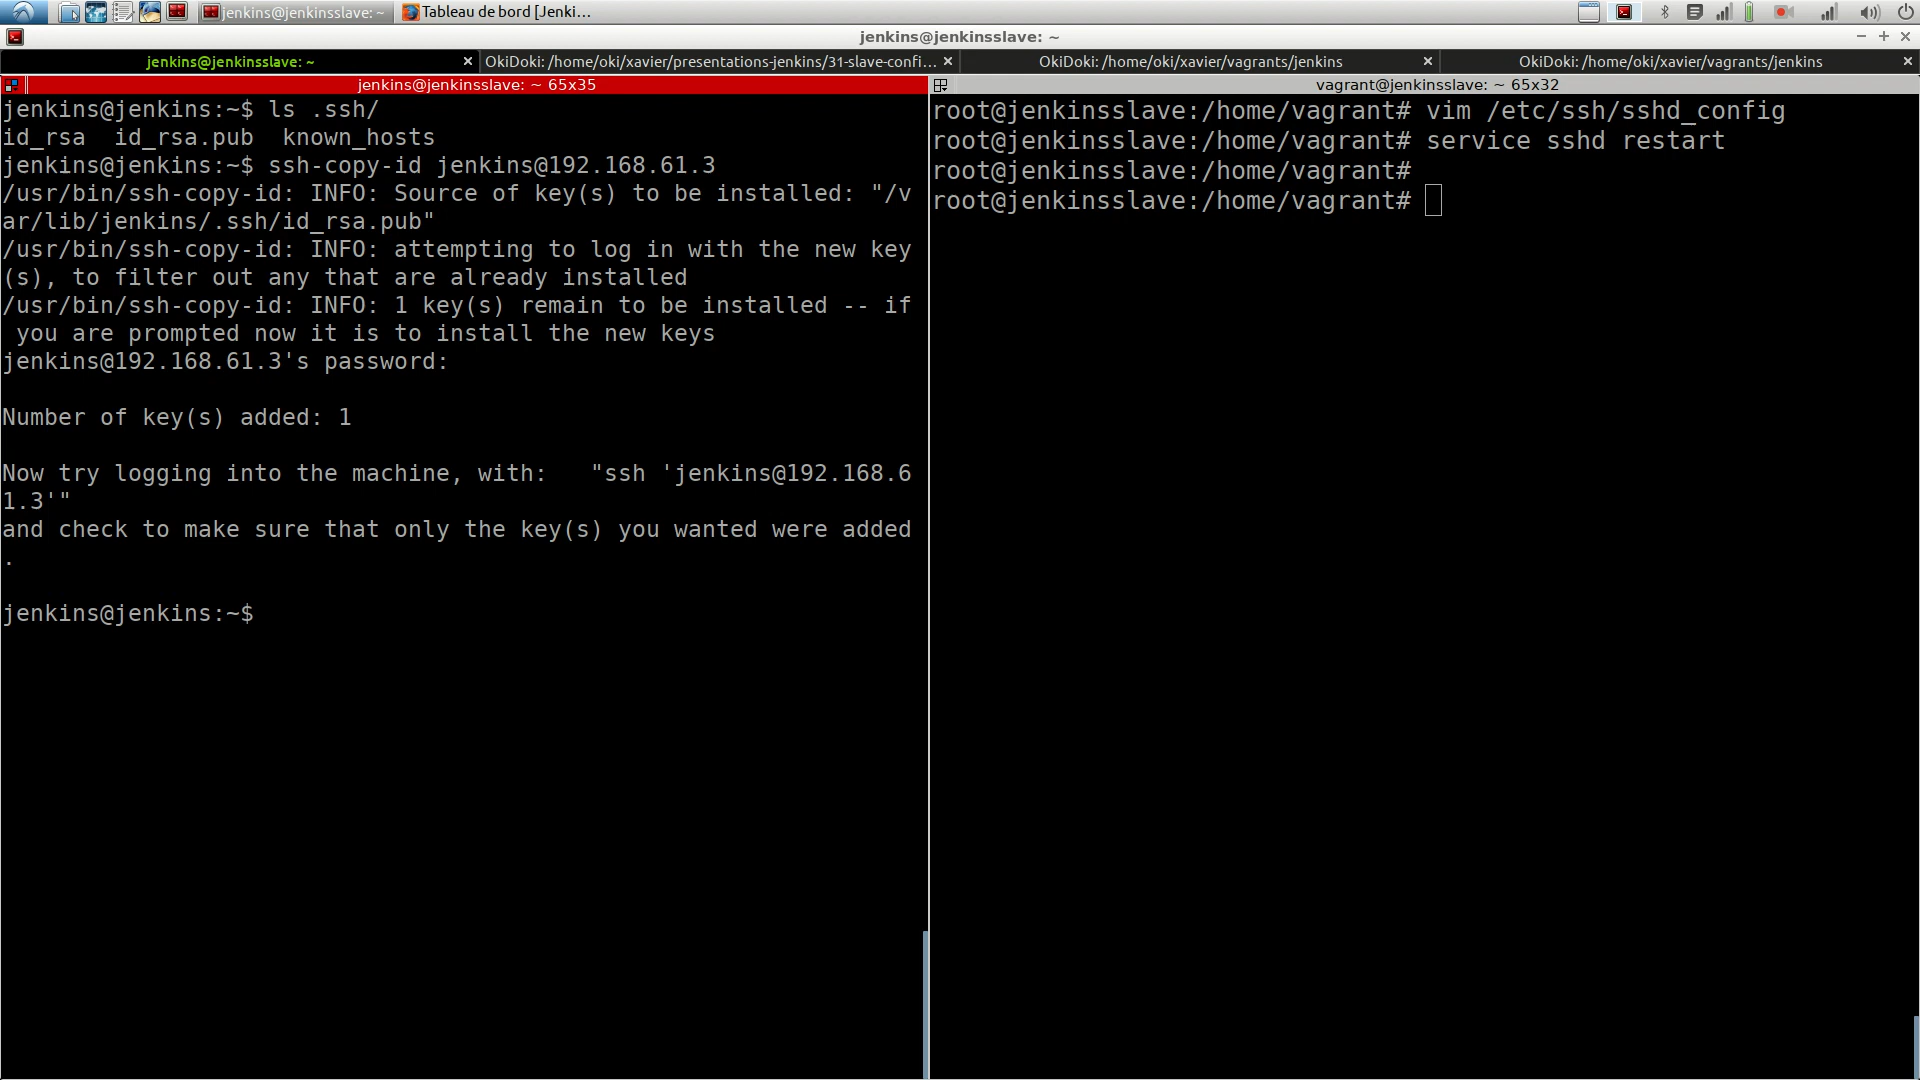 jenkins@jenkinsslave: ~
Tableau de bord [Jenki...
jenkins@jenkinsslave: ~
jenkins@jenkinsslave: ~
OkiDoki: /home/oki/xavier/presentations-jenkins/31-slave-confi...
OkiDoki: /home/oki/xavier/vagrants/jenkins
OkiDoki: /home/oki/xavier/vagrants/jenkins
jenkins@jenkinsslave: ~ 65x35
jenkins@jenkins:~$ ls .ssh/
id_rsa  id_rsa.pub  known_hosts
jenkins@jenkins:~$ ssh-copy-id jenkins@192.168.61.3
/usr/bin/ssh-copy-id: INFO: Source of key(s) to be installed: "/v
ar/lib/jenkins/.ssh/id_rsa.pub"
/usr/bin/ssh-copy-id: INFO: attempting to log in with the new key
(s), to filter out any that are already installed
/usr/bin/ssh-copy-id: INFO: 1 key(s) remain to be installed -- if
 you are prompted now it is to install the new keys
jenkins@192.168.61.3's password:
Number of key(s) added: 1
Now try logging into the machine, with:   "ssh 'jenkins@192.168.6
1.3'"
and check to make sure that only the key(s) you wanted were added
.
jenkins@jenkins:~$
vagrant@jenkinsslave: ~ 65x32
root@jenkinsslave:/home/vagrant# vim /etc/ssh/sshd_config
root@jenkinsslave:/home/vagrant# service sshd restart
root@jenkinsslave:/home/vagrant#
root@jenkinsslave:/home/vagrant#